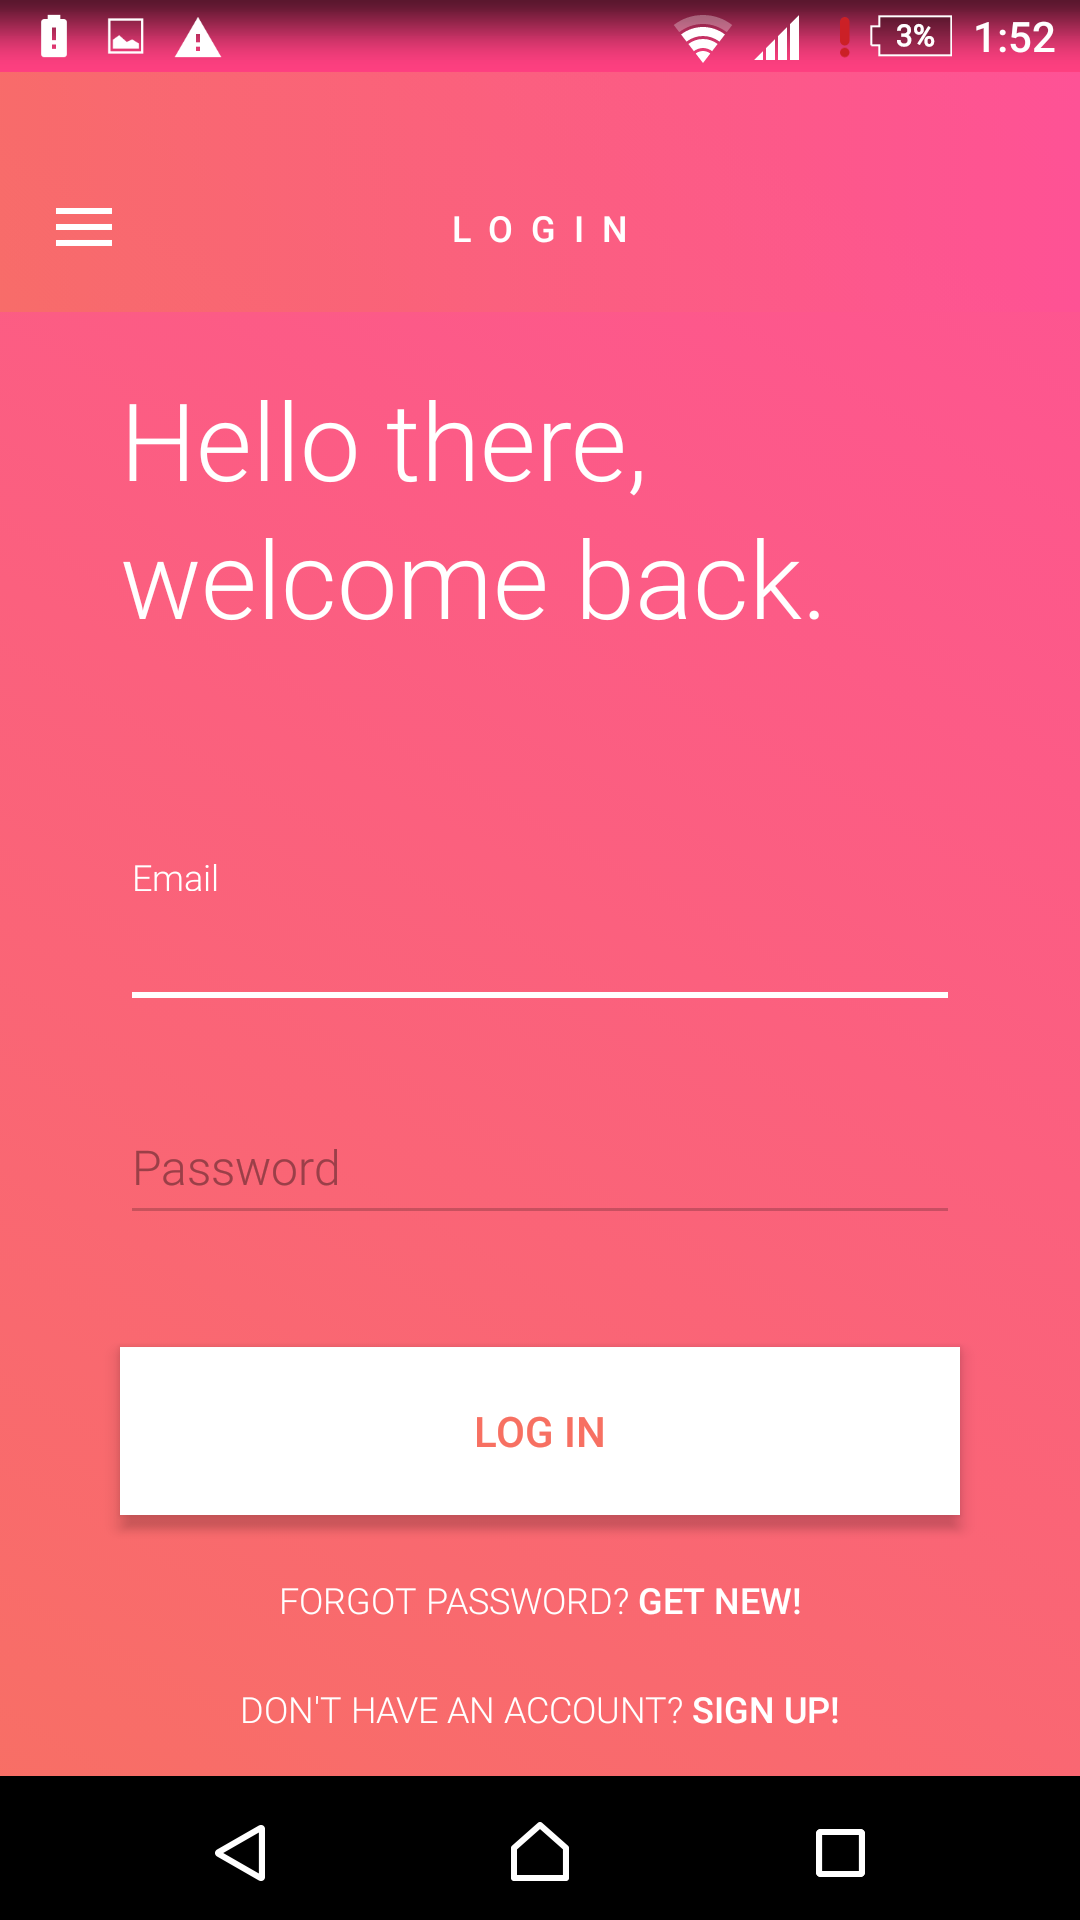 3% 1:52
LOGIN
Hello there,
welcome back.
Email
Password
LOG IN
FORGOT PASSWORD? GET NEW!
DON'T HAVE AN ACCOUNT? SIGN UP!